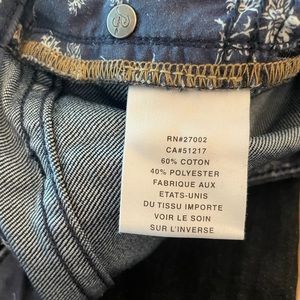 RN#27002
CA#51217
60% COTON
40% POLYESTER
FABRIQUE AUX
ETATS-UNIS
DU TISSU IMPORTE
VOIR LE SOIN
SUR L'INVERSE